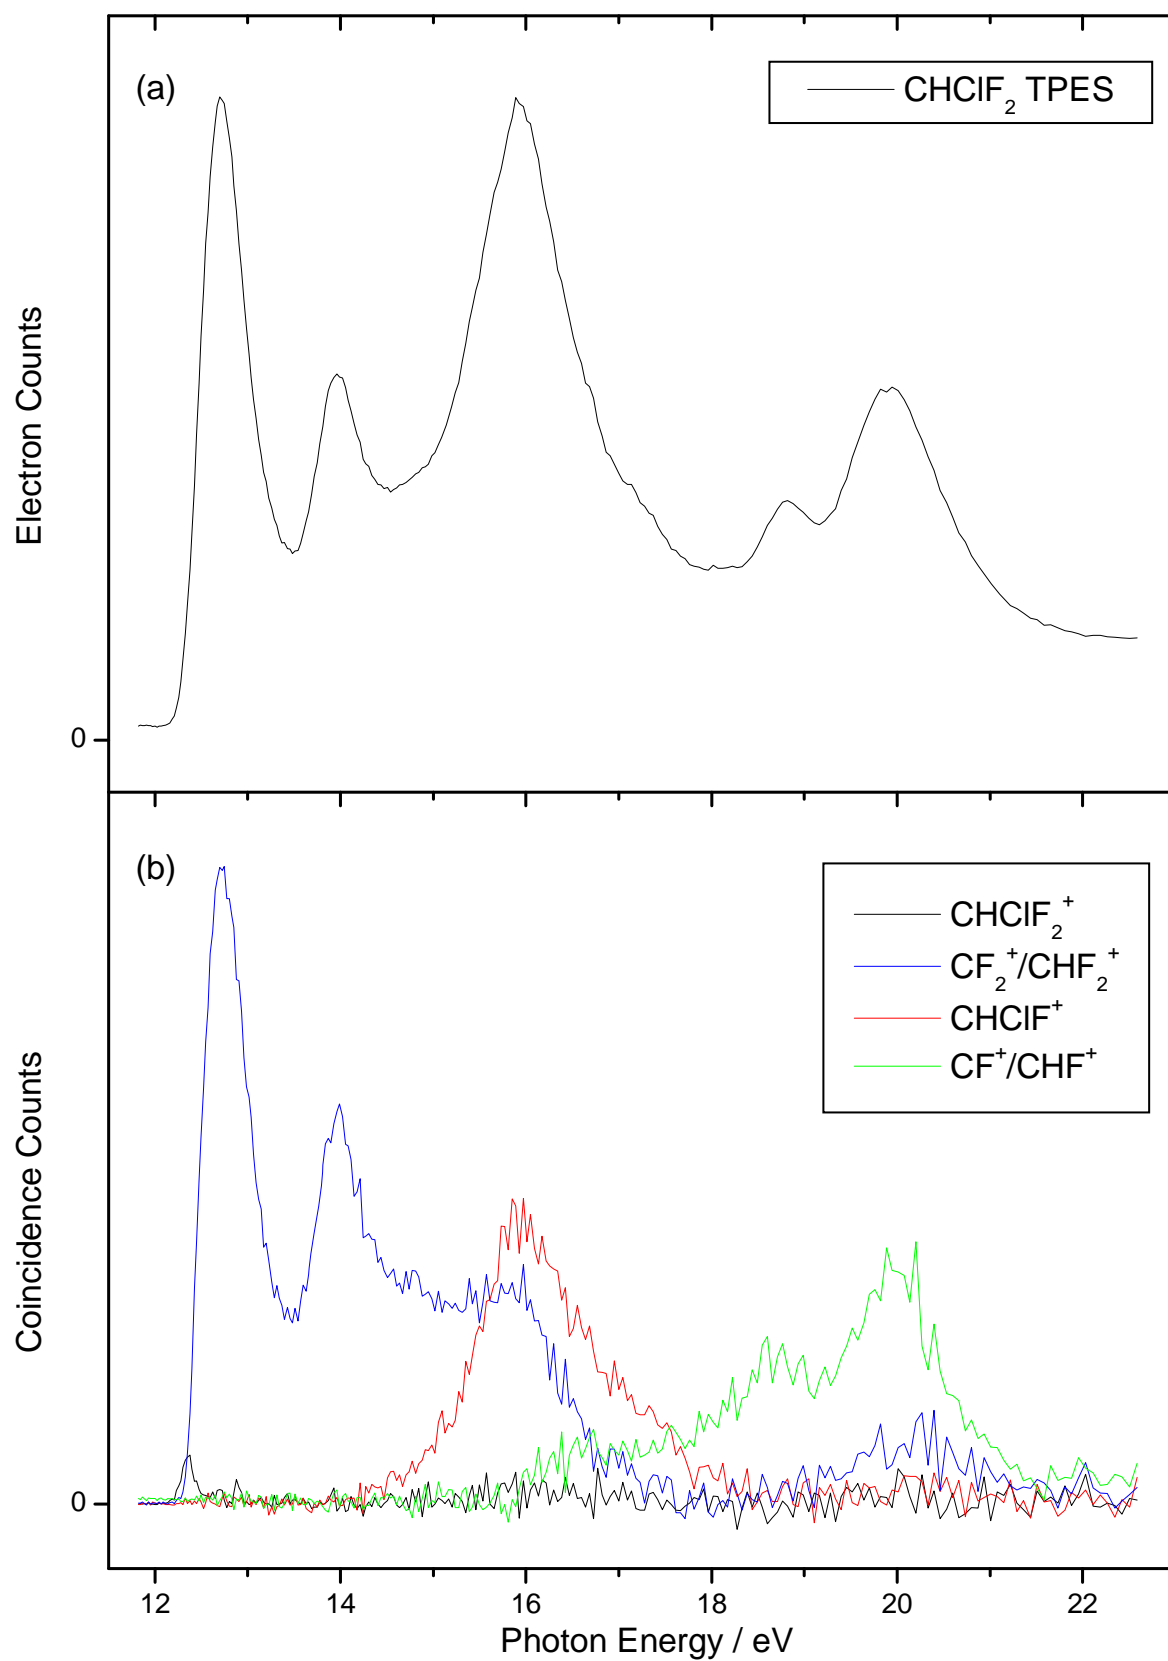 (a)
CHClF₂ TPES
Electron Counts
0
(b)
CHClF₂⁺
CF₂⁺/CHF₂⁺
CHClF⁺
CF⁺/CHF⁺
Coincidence Counts
0
12 14 16 18 20 22
Photon Energy / eV